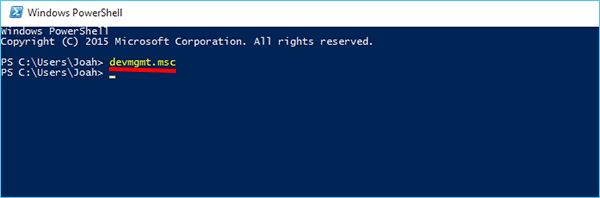 Windows PowerShell
Windows PowerShell
Copyright (C) 2015 Microsoft Corporation. All rights reserved.
PS C:\Users\Joah> devmgmt.msc
PS C:\Users\Joah>